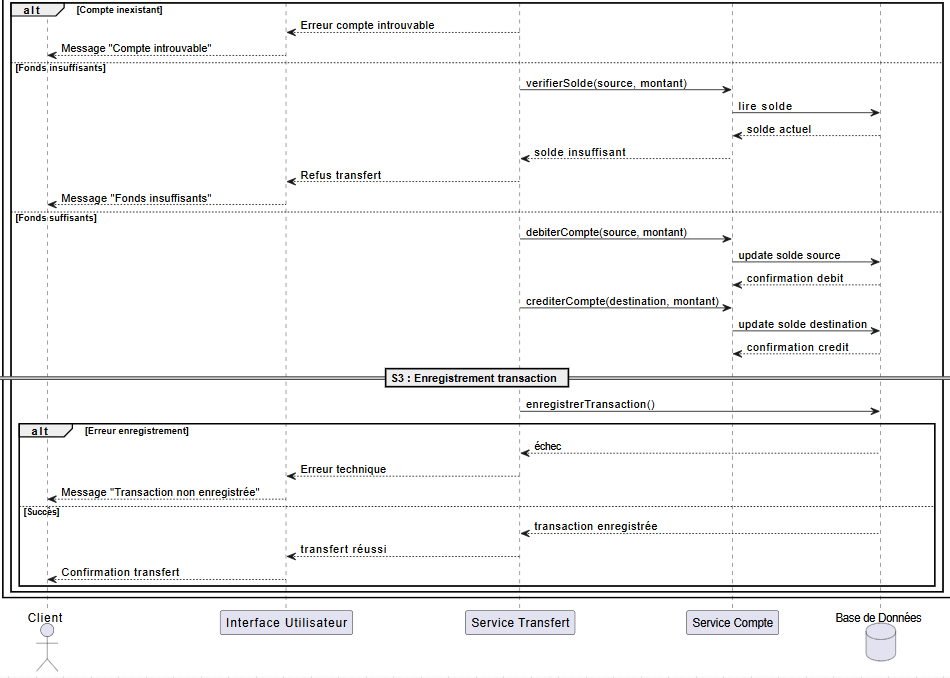 alt [Compte inexistant]
Erreur compte introuvable
Message "Compte introuvable"
[Fonds insuffisants]
verifierSolde(source, montant)
lire solde
solde actuel
solde insuffisant
Refus transfert
Message "Fonds insuffisants"
[Fonds suffisants]
debiterCompte(source, montant)
update solde source
confirmation debit
crediterCompte(destination, montant)
update solde destination
confirmation credit
S3 : Enregistrement transaction
enregistrerTransaction()
alt [Erreur enregistrement]
échec
Erreur technique
Message "Transaction non enregistrée"
[Succès]
transaction enregistrée
transfert réussi
Confirmation transfert
Client Interface Utilisateur Service Transfert Service Compte Base de Données